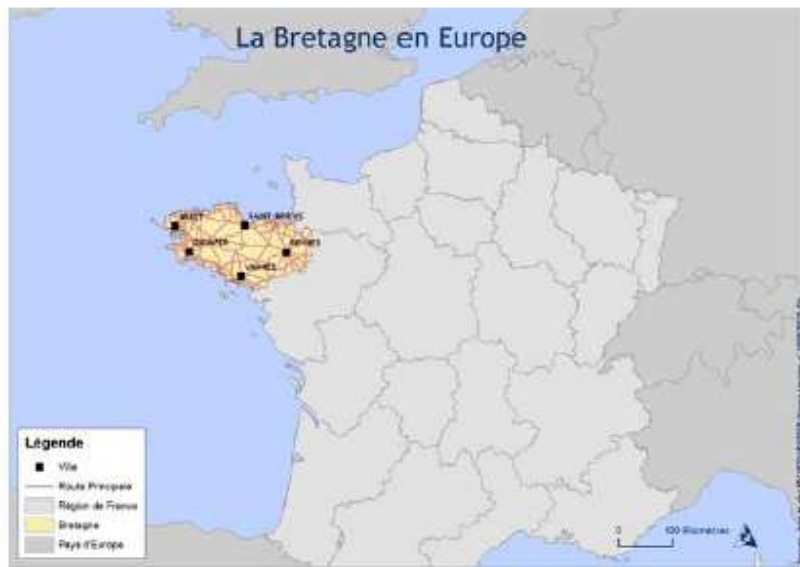 La Bretagne en Europe
BREST
SAINT-BRIEUC
QUIMPER
RENNES
VANNES
Légende
Ville
Route Principale
Région de France
Bretagne
Pays d'Europe
0
100 Kilomètres